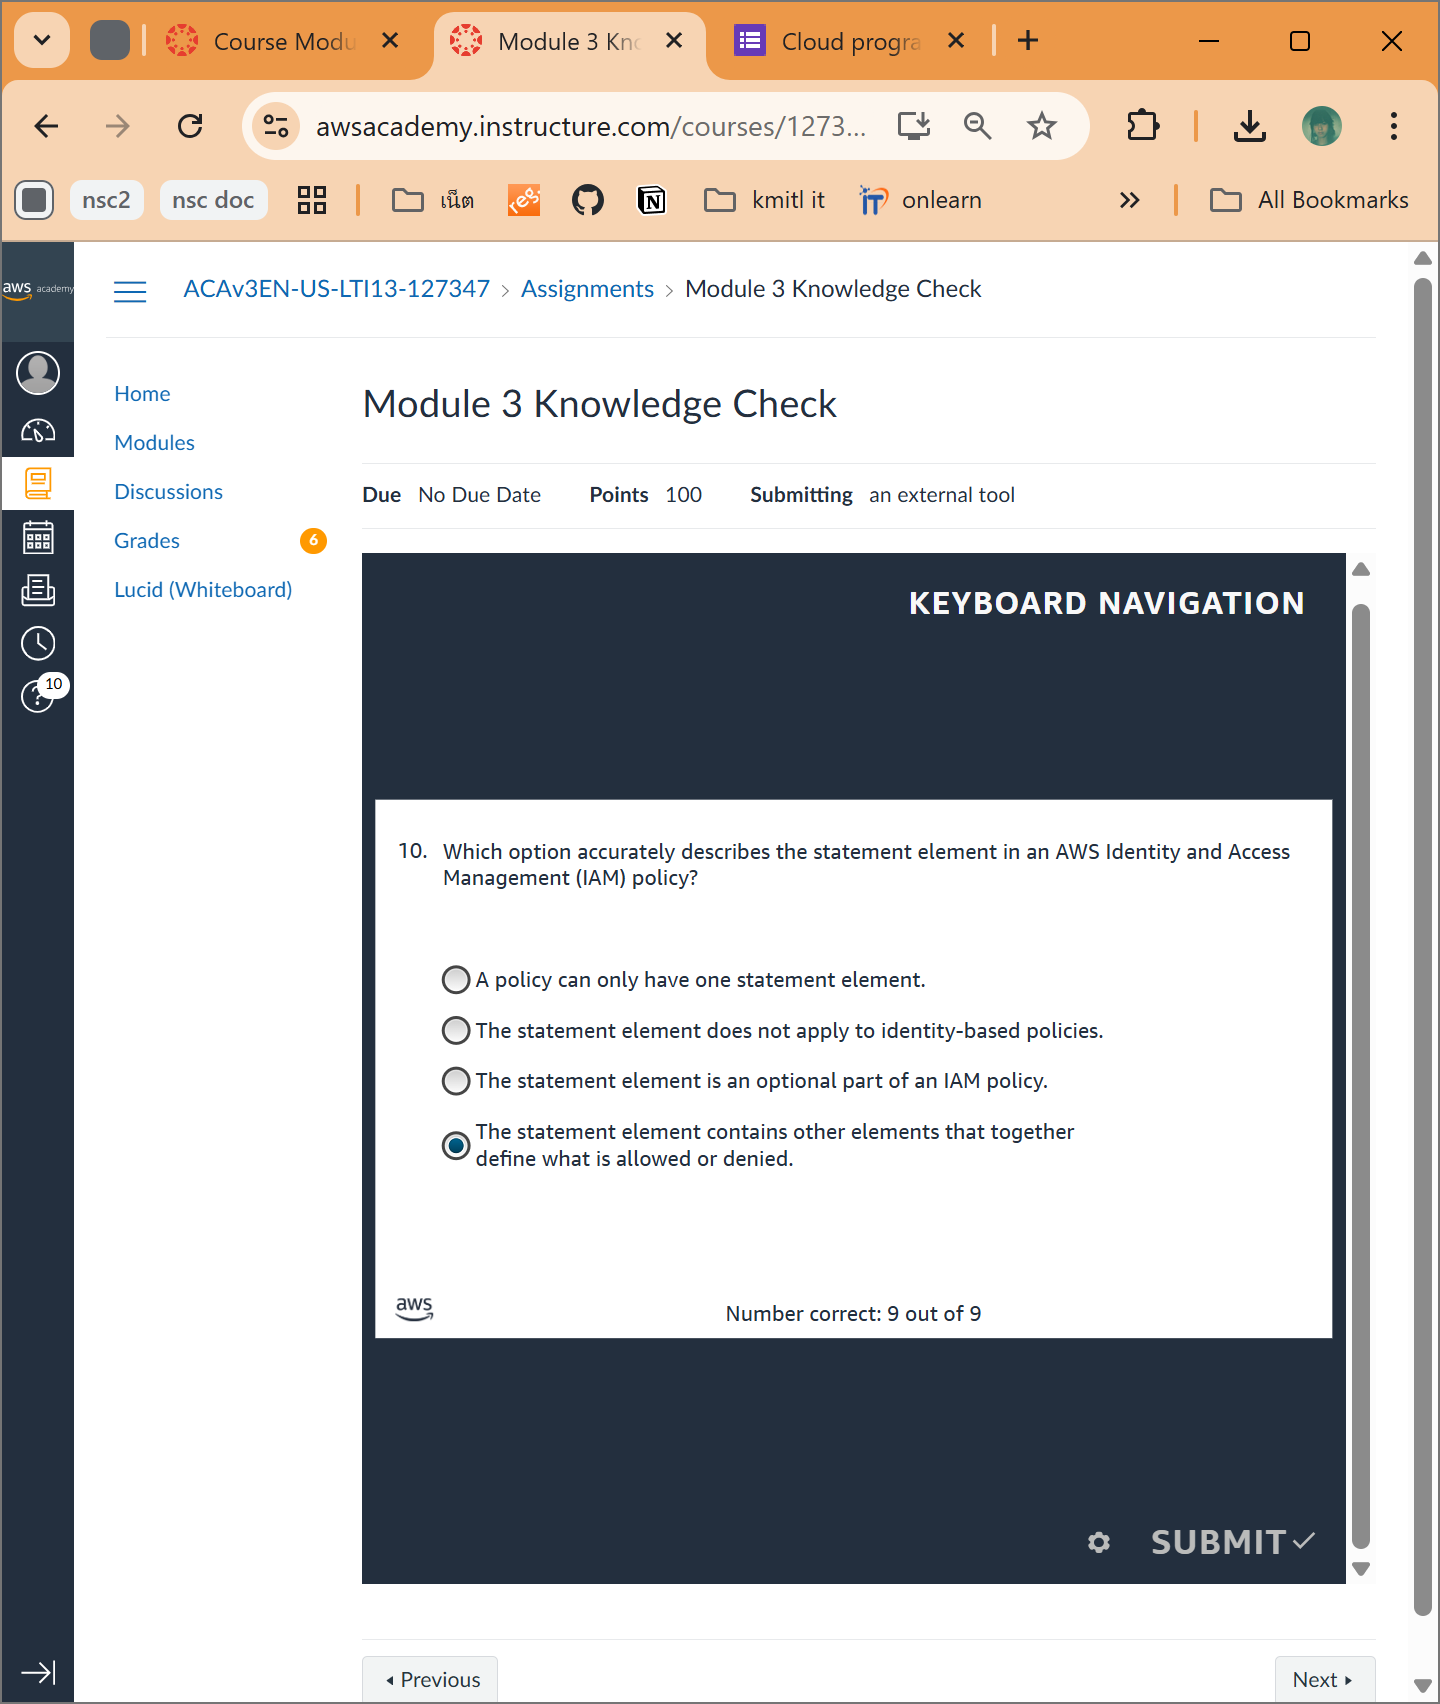 Course Modu
Module 3 Kno
Cloud progra
awsacademy.instructure.com/courses/1273...
nsc2
nsc doc
เน็ต
reg.
kmitl it
onlearn
All Bookmarks
aws academy
ACAv3EN-US-LTI13-127347 > Assignments > Module 3 Knowledge Check
Home
Modules
Discussions
Grades
6
Lucid (Whiteboard)
10
Module 3 Knowledge Check
Due No Due Date Points 100 Submitting an external tool
KEYBOARD NAVIGATION
10. Which option accurately describes the statement element in an AWS Identity and Access
Management (IAM) policy?
A policy can only have one statement element.
The statement element does not apply to identity-based policies.
The statement element is an optional part of an IAM policy.
The statement element contains other elements that together
define what is allowed or denied.
aws
Number correct: 9 out of 9
SUBMIT
Previous
Next